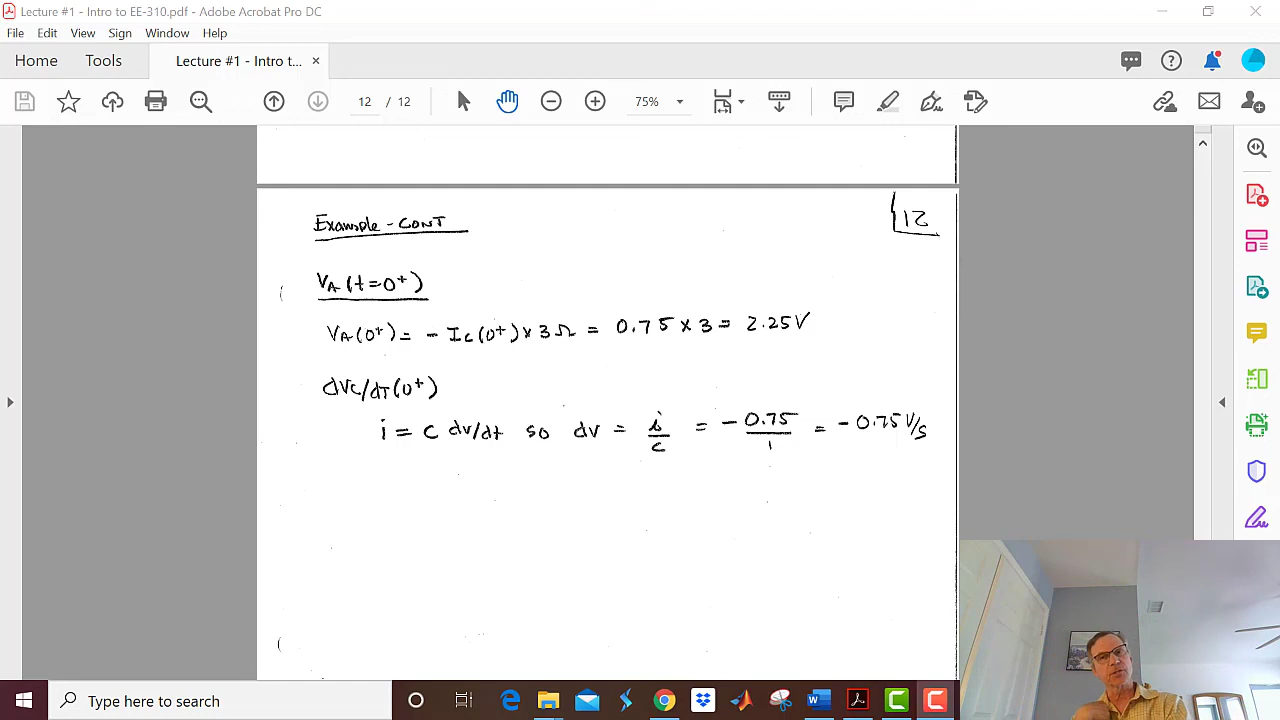 Lecture #1 - Intro to EE-310.pdf - Adobe Acrobat Pro DC
File Edit View Sign Window Help
Home Tools Lecture #1 - Intro t... ×
12 / 12 75%
Example - CONT
12
VA (t=0+)
VA(0+) = - Ic(0+) × 3 Ω = 0.75 × 3 = 2.25V
dVc/dT(0+)
i = C dv/dt so dv = i/c = -0.75/1 = -0.75 V/s
Type here to search